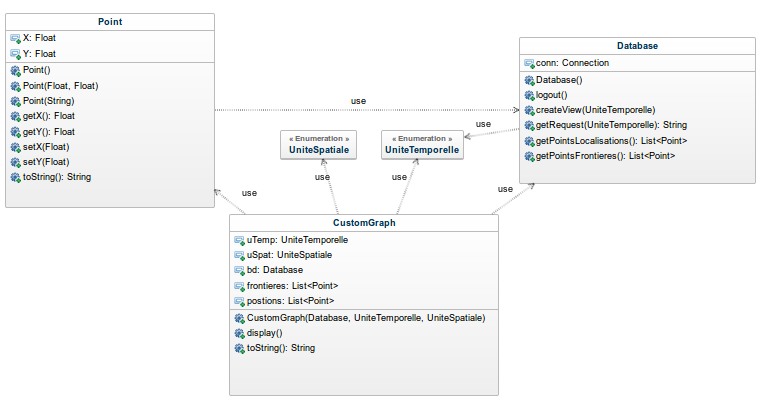 Point
X: Float
Y: Float
Point()
Point(Float, Float)
Point(String)
getX(): Float
getY(): Float
setX(Float)
setY(Float)
toString(): String
use
Database
conn: Connection
Database()
logout()
createView(UniteTemporelle)
getRequest(UniteTemporelle): String
getPointsLocalisations(): List<Point>
getPointsFrontieres(): List<Point>
« Enumeration »
UniteSpatiale
« Enumeration »
UniteTemporelle
use
use
use
use
use
CustomGraph
uTemp: UniteTemporelle
uSpat: UniteSpatiale
bd: Database
frontieres: List<Point>
postions: List<Point>
CustomGraph(Database, UniteTemporelle, UniteSpatiale)
display()
toString(): String